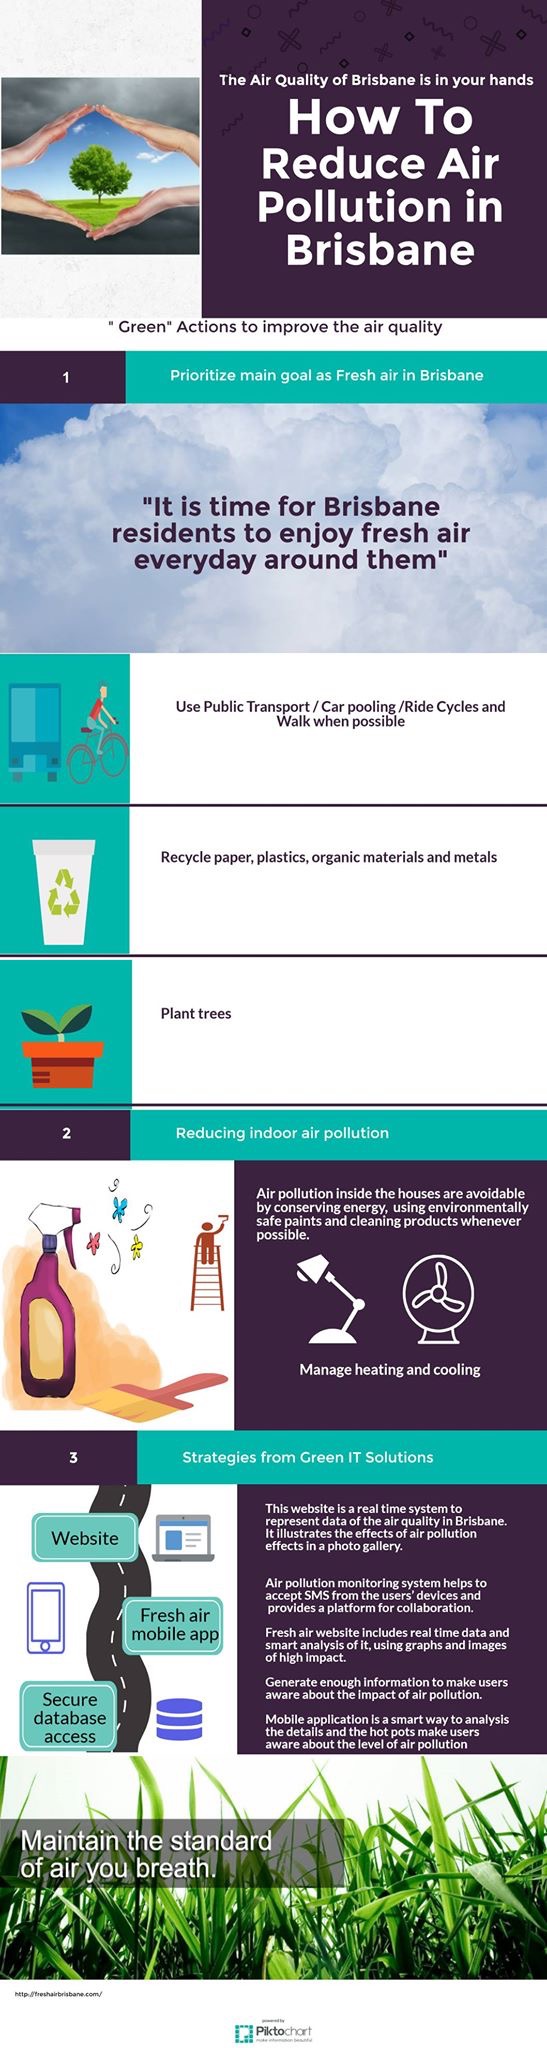 The Air Quality of Brisbane is in your hands
How To
Reduce Air
Pollution in
Brisbane
" Green" Actions to improve the air quality
1
Prioritize main goal as Fresh air in Brisbane
"It is time for Brisbane
residents to enjoy fresh air
everyday around them"
Use Public Transport / Car pooling /Ride Cycles and
Walk when possible
Recycle paper, plastics, organic materials and metals
Plant trees
2
Reducing indoor air pollution
Air pollution inside the houses are avoidable
by conserving energy, using environmentally
safe paints and cleaning products whenever
possible.
Manage heating and cooling
3
Strategies from Green IT Solutions
Website
Fresh air
mobile app
Secure
database
access
This website is a real time system to
represent data of the air quality in Brisbane.
It illustrates the effects of air pollution
effects in a photo gallery.
Air pollution monitoring system helps to
accept SMS from the users' devices and
provides a platform for collaboration.
Fresh air website includes real time data and
smart analysis of it, using graphs and images
of high impact.
Generate enough information to make users
aware about the impact of air pollution.
Mobile application is a smart way to analysis
the details and the hot pots make users
aware about the level of air pollution
Maintain the standard
of air you breath.
http://freshairbrisbane.com/
powered by
Piktochart
make information beautiful